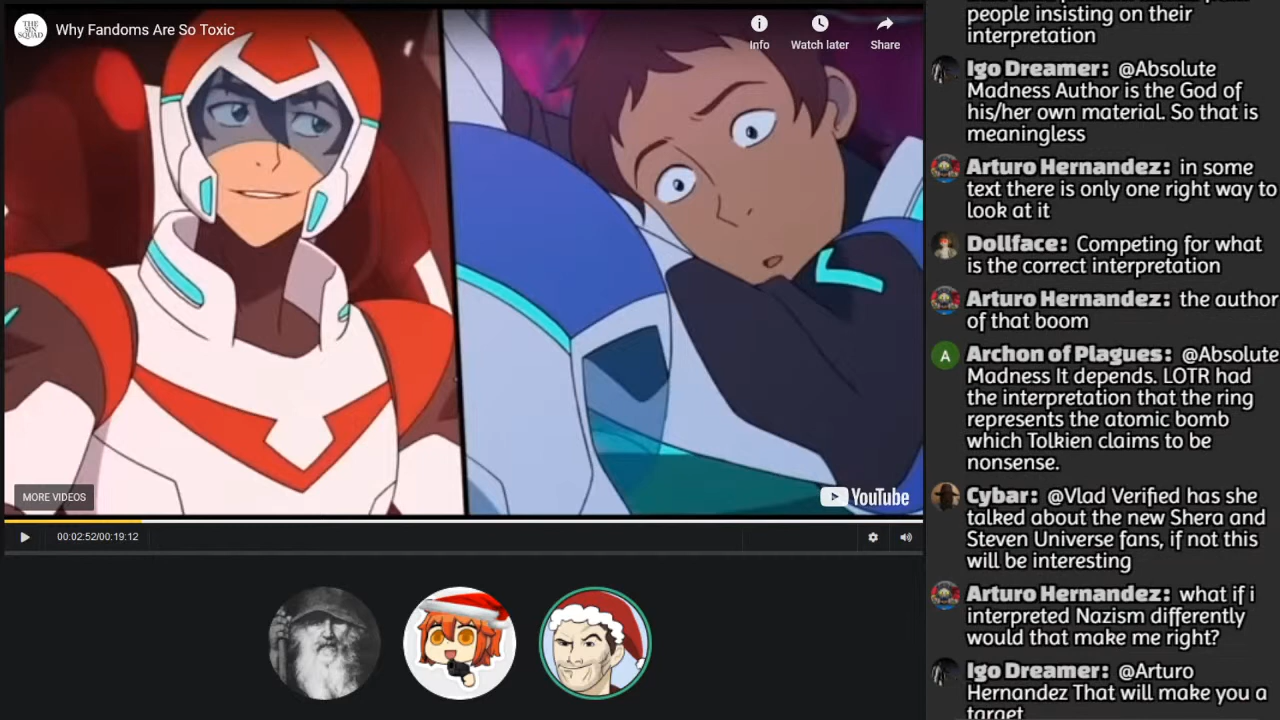 THE
SIN
SQUAD
Why Fandoms Are So Toxic
Info
Watch later
Share
MORE VIDEOS
YouTube
00:02:52/00:19:12
people insisting on their
interpretation
Igo Dreamer: @Absolute
Madness Author is the God of
his/her own material. So that is
meaningless
Arturo Hernandez: in some
text there is only one right way to
look at it
Dollface: Competing for what
is the correct interpretation
Arturo Hernandez: the author
of that boom
A
Archon of Plagues: @Absolute
Madness It depends. LOTR had
the interpretation that the ring
represents the atomic bomb
which Tolkien claims to be
nonsense.
Cybar: @Vlad Verified has she
talked about the new Shera and
Steven Universe fans, if not this
will be interesting
Arturo Hernandez: what if i
interpreted Nazism differently
would that make me right?
Igo Dreamer: @Arturo
Hernandez That will make you a
target